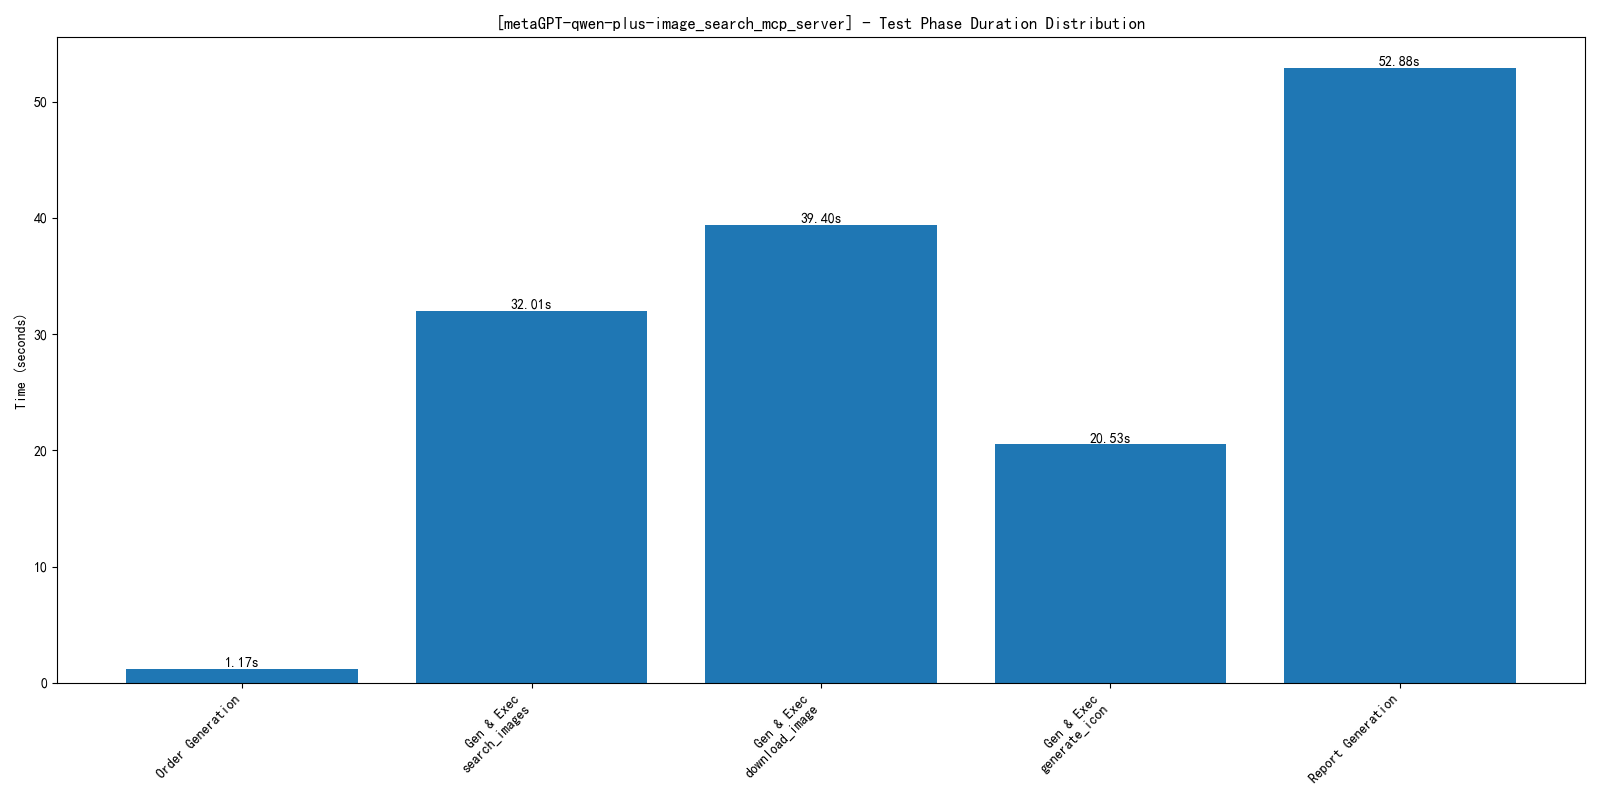 [metaGPT-qwen-plus-image_search_mcp_server] - Test Phase Duration Distribution
Time (seconds)
50
40
30
20
10
0
1.17s
32.01s
39.40s
20.53s
52.88s
Order Generation
Gen & Exec
search_images
Gen & Exec
download_image
Gen & Exec
generate_icon
Report Generation